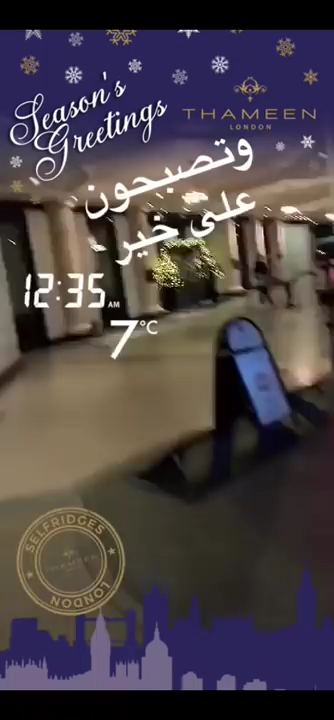 Season's
Greetings
THAMEEN
LONDON
وتصبحون
على خير
12:35 AM
7°C
SELFRIDGES
THAMEEN
LONDON